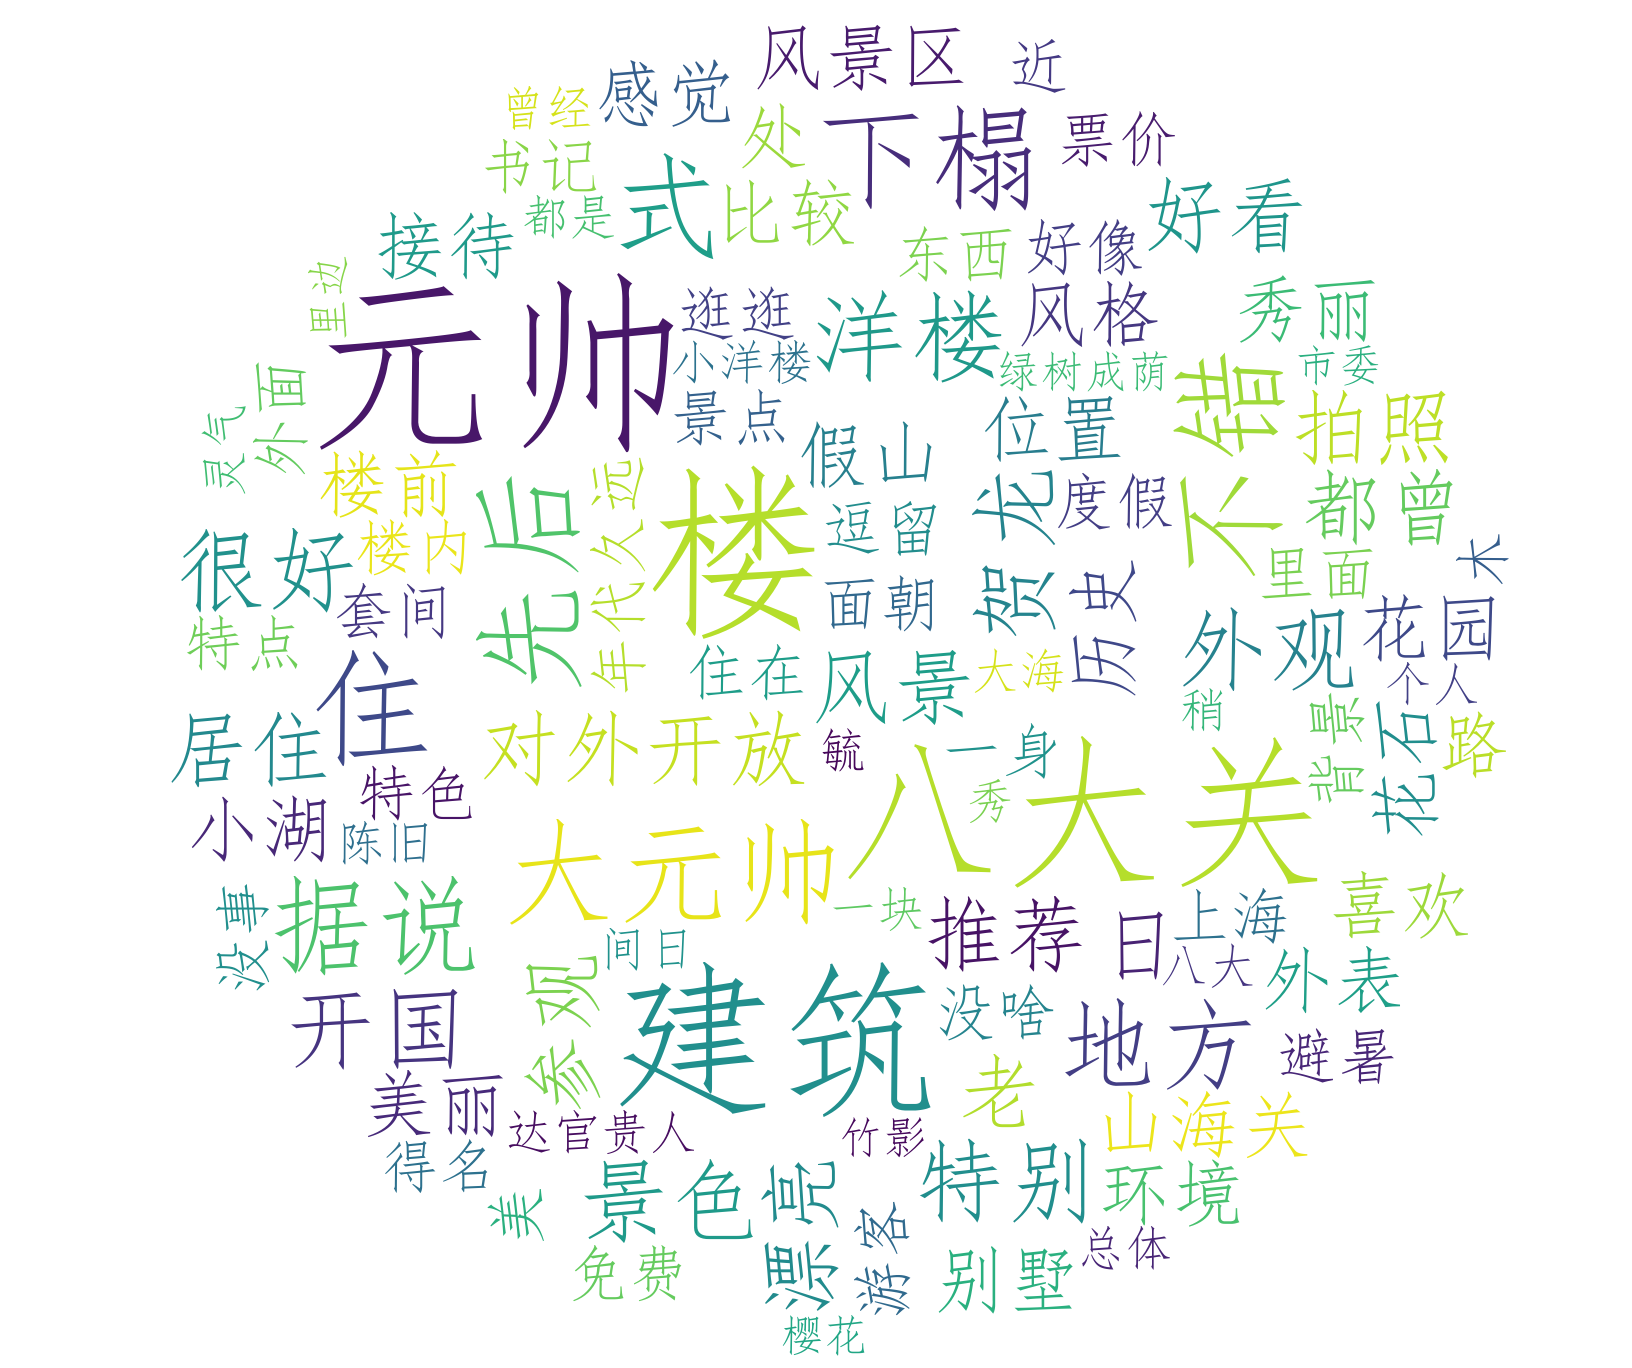 风景区
近
感觉
曾经
处
下榻
票价
书记
式
比较
都是
接待
好看
东西
好像
里边
元帅
逛逛
洋楼
风格
秀丽
小洋楼
绿树成荫
市委
不错
景点
外面
灵气
位置
拍照
假山
楼前
先后
年代久远
楼
贺龙
度假
都曾
逗留
很好
楼内
木
里面
历史
套间
面朝
特点
外观
花园
住
住在
风景
大海
个人
稍
背景
花石
居住
对外开放
毓
一身
路
特色
八大关
秀
小湖
陈旧
大元帅
没事
据说
一块
推荐
日
上海
喜欢
间日
八大
参观
外表
开国
建筑
没啥
地方
避暑
老
美丽
达官贵人
竹影
山海关
得名
美
景色
漂亮
特别
环境
游客
总体
免费
别墅
樱花